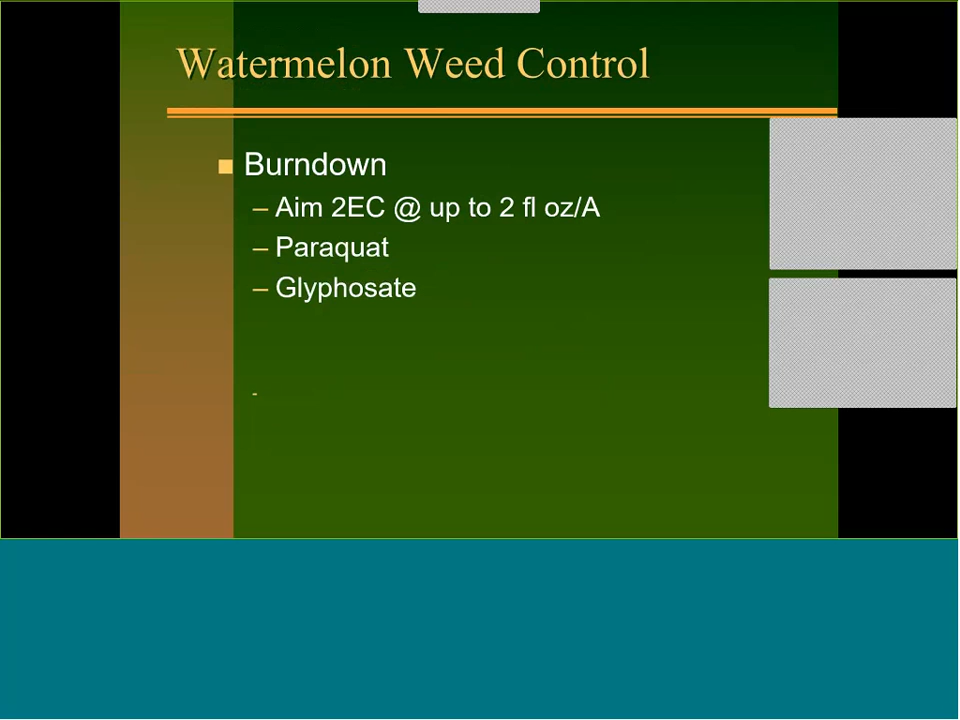 Watermelon Weed Control
Burndown
– Aim 2EC @ up to 2 fl oz/A
– Paraquat
– Glyphosate
-